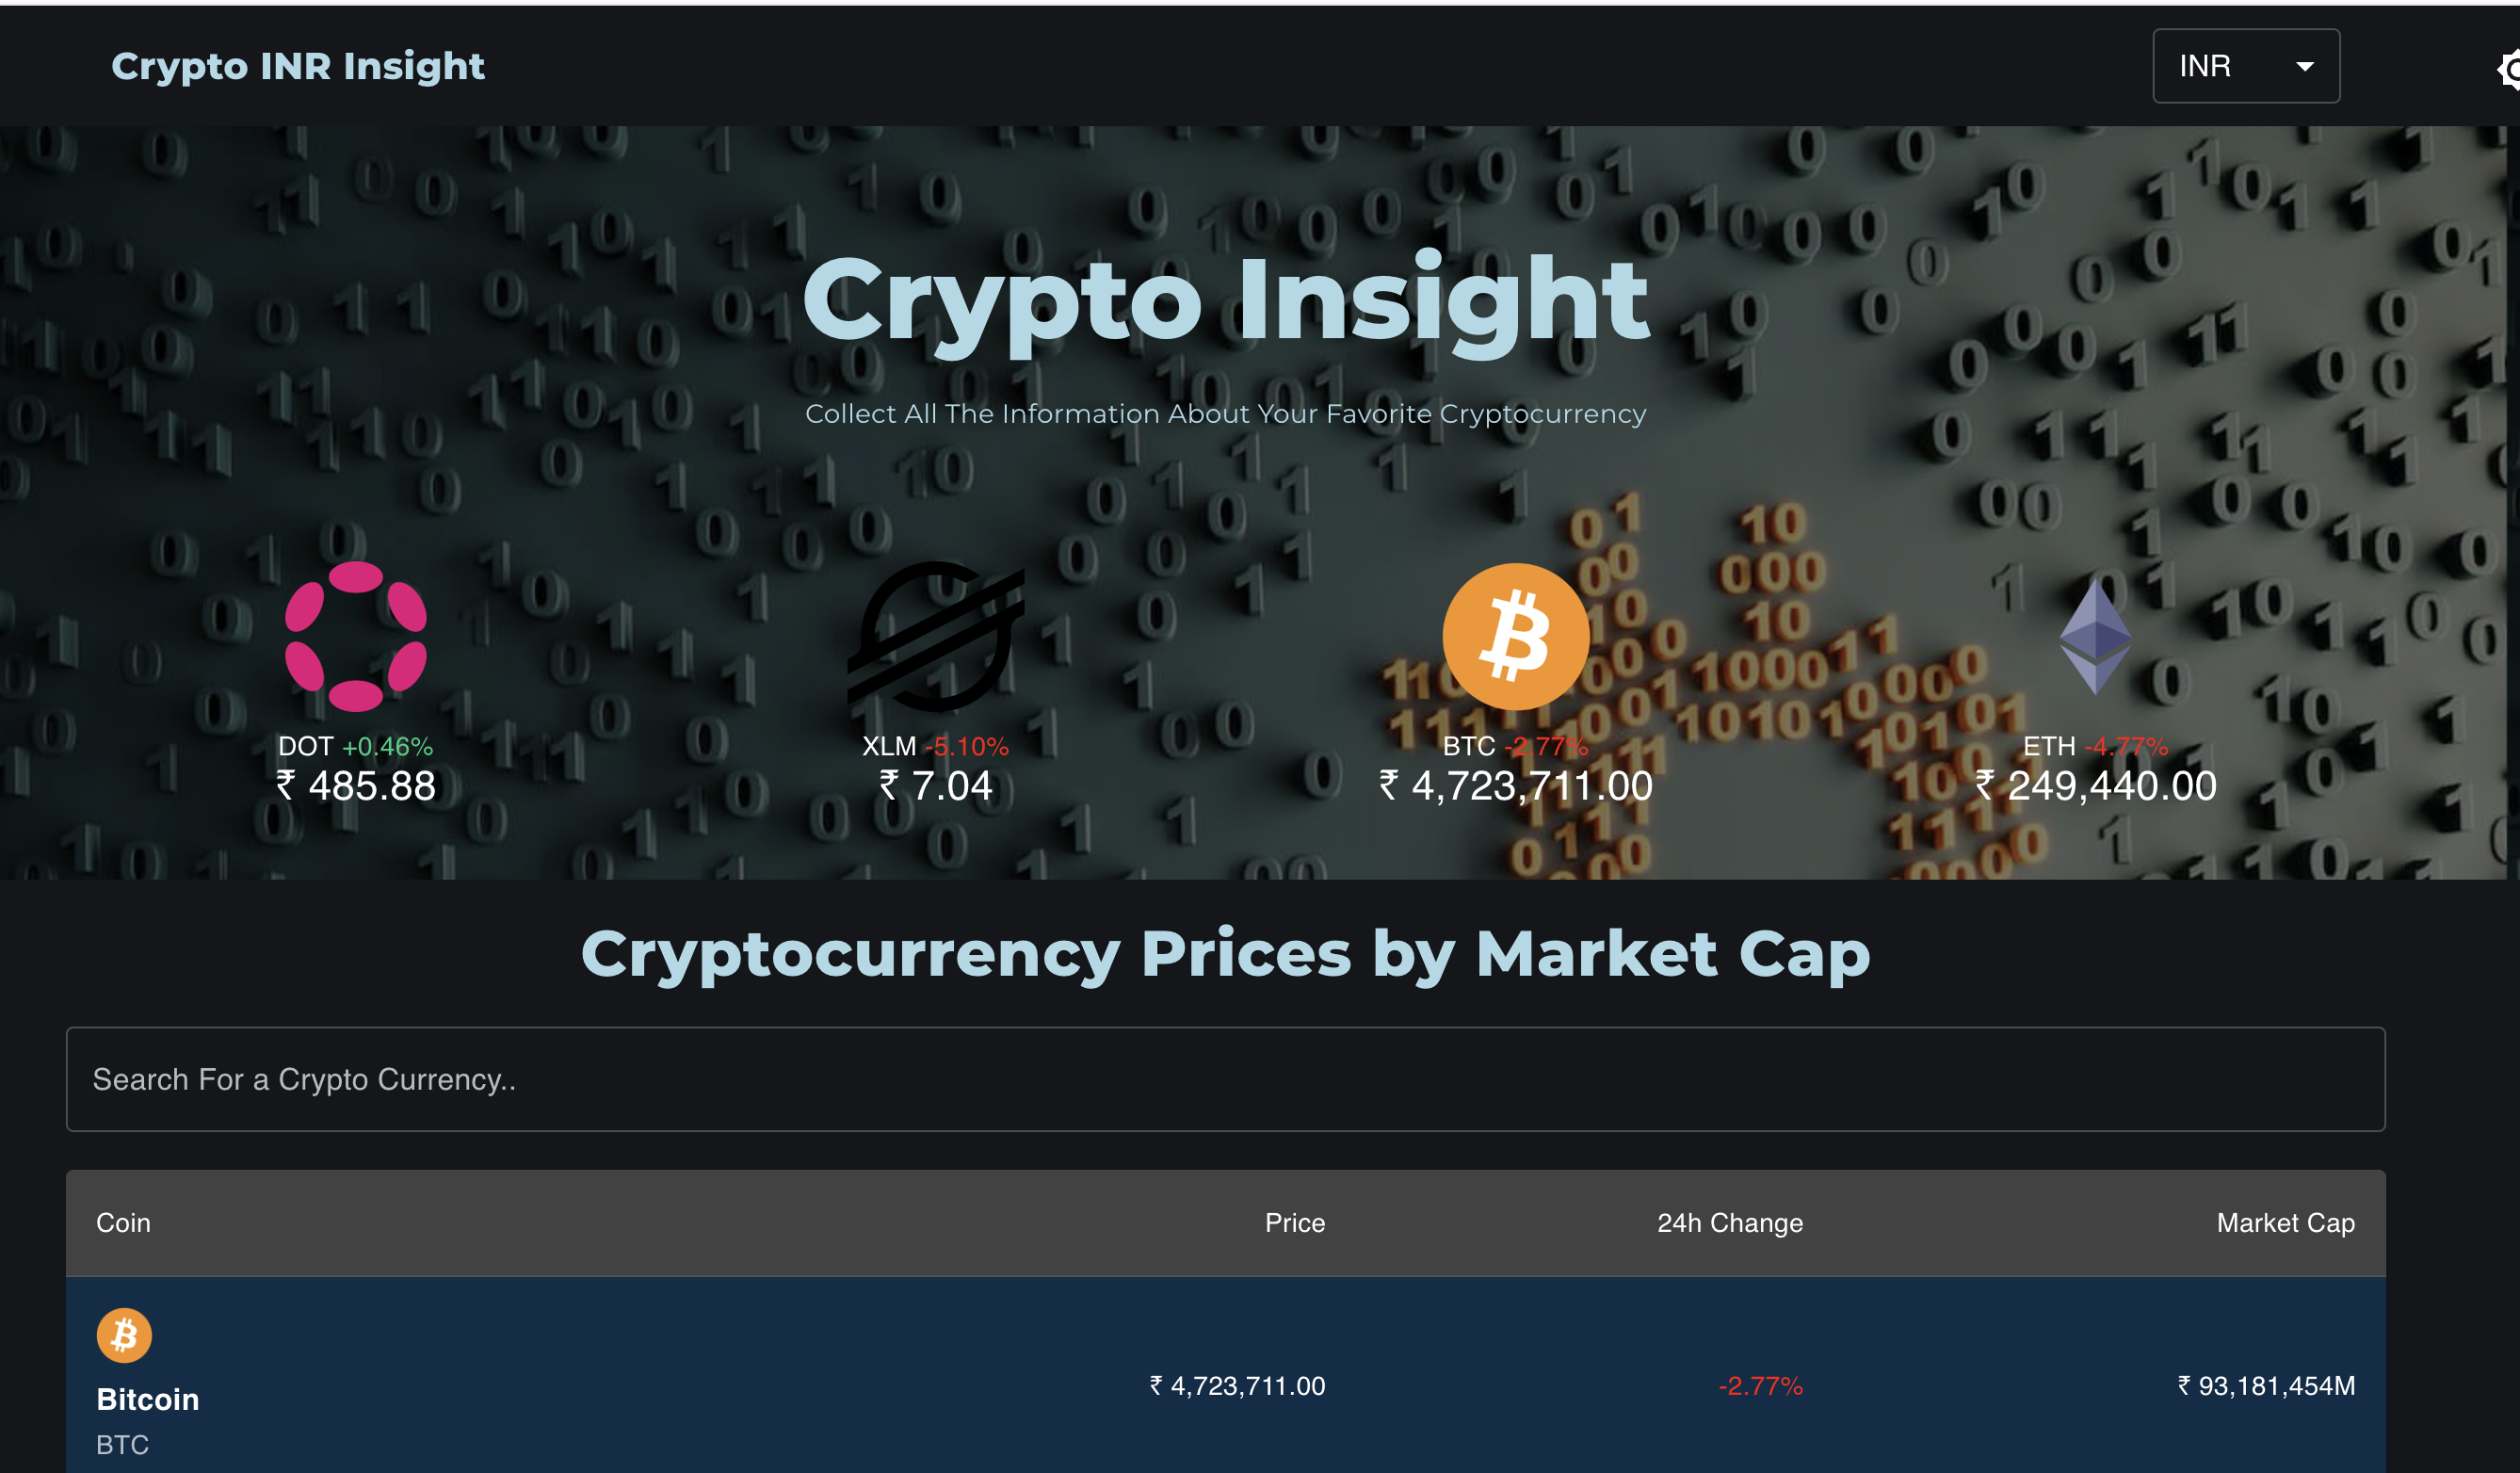 Crypto INR Insight
INR
Crypto Insight
Collect All The Information About Your Favorite Cryptocurrency
DOT +0.46%
₹ 485.88
XLM -5.10%
₹ 7.04
BTC -2.77%
₹ 4,723,711.00
ETH -4.77%
₹ 249,440.00
Cryptocurrency Prices by Market Cap
Search For a Crypto Currency..
Coin Price 24h Change Market Cap
Bitcoin
BTC
₹ 4,723,711.00 -2.77% ₹ 93,181,454M